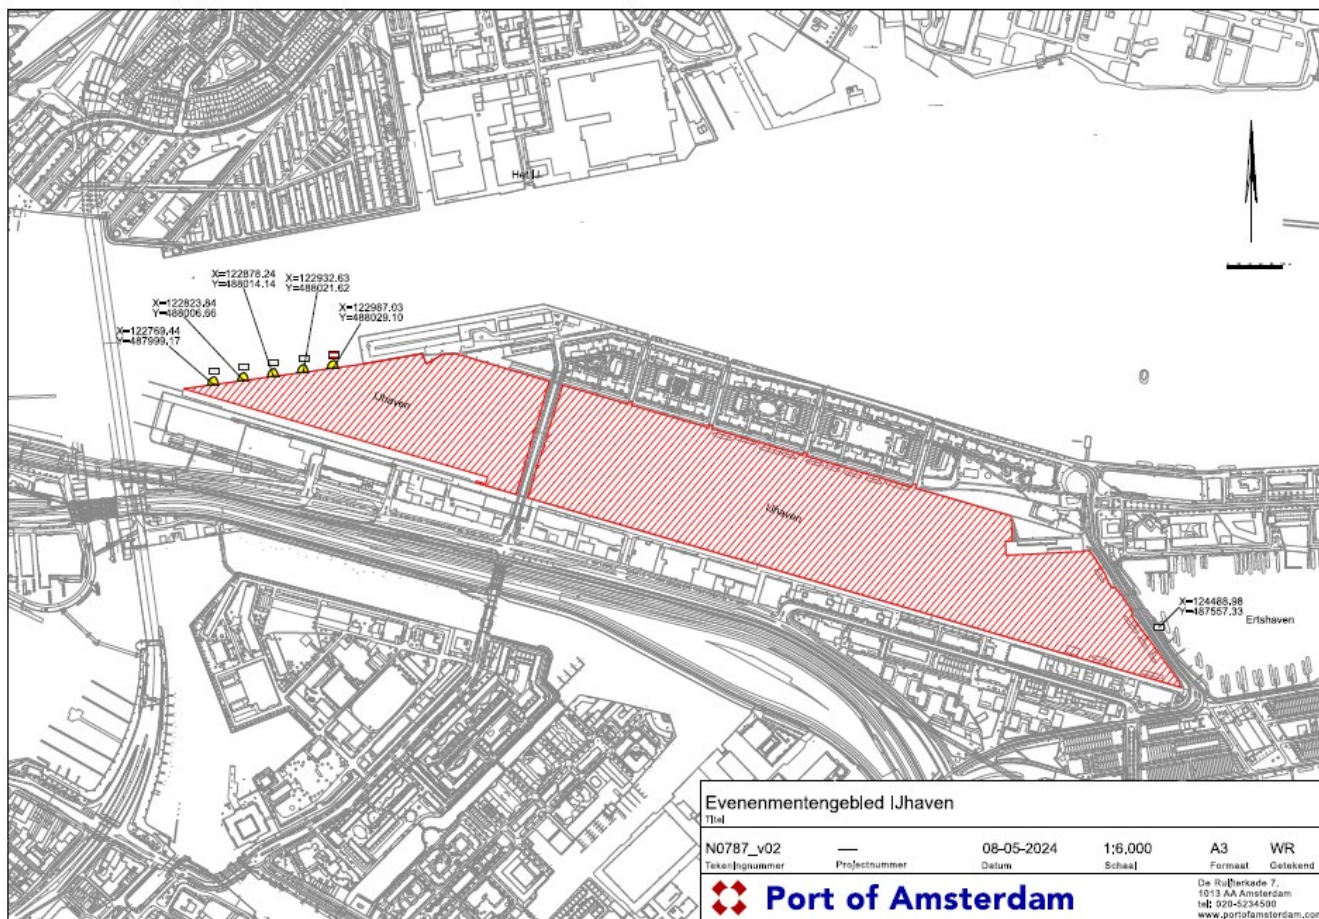 Het IJ
X=122878.24
Y=488014.14
X=122932.63
Y=488021.62
X=122823.84
Y=488006.66
X=122987.03
Y=488029.10
X=122769.44
Y=487999.17
IJhaven
IJhaven
X=124488.98
Y=487557.33
Ertshaven
Evenenmentengebied IJhaven
Titel
N0787_v02 — 08-05-2024 1:6,000 A3 WR
Tekeningnummer Projectnummer Datum Schaal Formaat Getekend
Port of Amsterdam
De Ruijterkade 7,
1013 AA Amsterdam
tel: 020-5234500
www.portofamsterdam.com